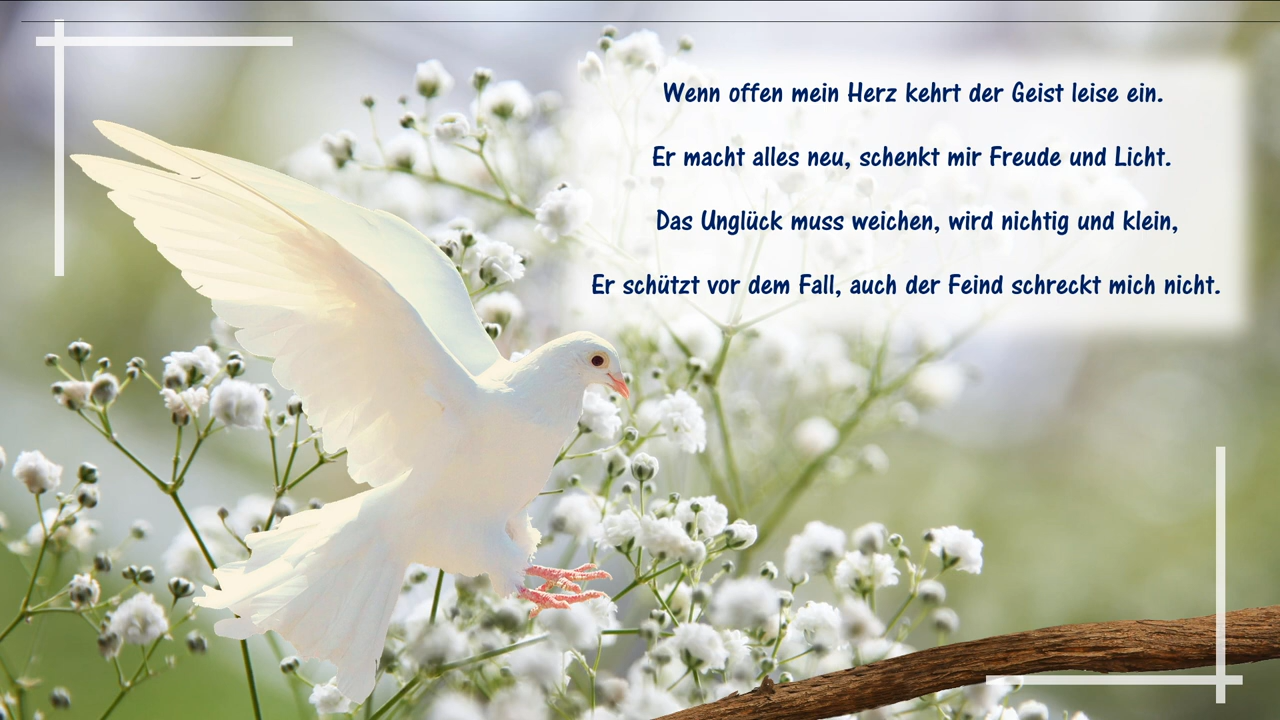 Wenn offen mein Herz kehrt der Geist leise ein.
Er macht alles neu, schenkt mir Freude und Licht.
Das Unglück muss weichen, wird nichtig und klein,
Er schützt vor dem Fall, auch der Feind schreckt mich nicht.